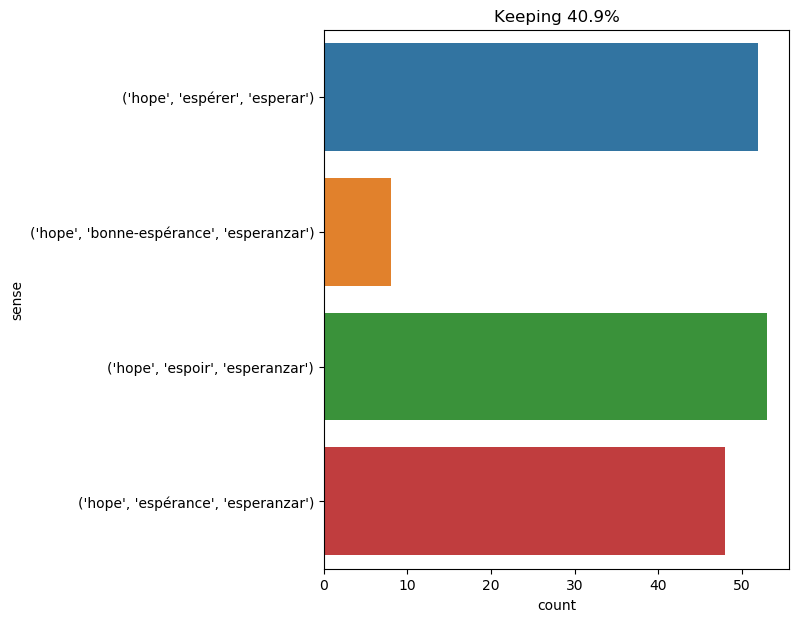 Keeping 40.9%
('hope', 'espérer', 'esperar')
('hope', 'bonne-espérance', 'esperanzar')
('hope', 'espoir', 'esperanzar')
('hope', 'espérance', 'esperanzar')
sense
0 10 20 30 40 50
count